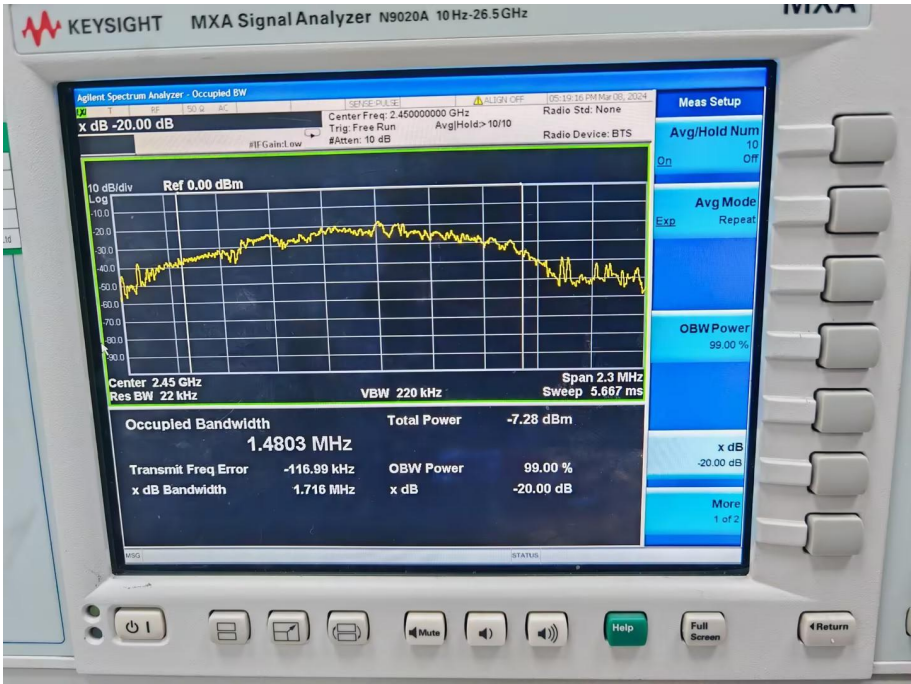 KEYSIGHT MXA Signal Analyzer N9020A 10 Hz-26.5 GHz
MXA
Agilent Spectrum Analyzer - Occupied BW
LXI T RF 50 Ω AC SENSE:PULSE ALIGN OFF 05:19:16 PM Mar 08, 2024
x dB -20.00 dB
Center Freq: 2.450000000 GHz Radio Std: None
Trig: Free Run Avg|Hold:>10/10
#IFGain:Low #Atten: 10 dB Radio Device: BTS
10 dB/div Ref 0.00 dBm
Log
-10.0
-20.0
-30.0
-40.0
-50.0
-60.0
-70.0
-80.0
-90.0
Center 2.45 GHz Span 2.3 MHz
Res BW 22 kHz VBW 220 kHz Sweep 5.667 ms
Occupied Bandwidth Total Power -7.28 dBm
1.4803 MHz
Transmit Freq Error -116.99 kHz OBW Power 99.00 %
x dB Bandwidth 1.716 MHz x dB -20.00 dB
MSG STATUS
Meas Setup
Avg/Hold Num
10
On Off
Avg Mode
Exp Repeat
OBW Power
99.00 %
x dB
-20.00 dB
More
1 of 2
Ltd
Mute
Help
Full
Screen
Return